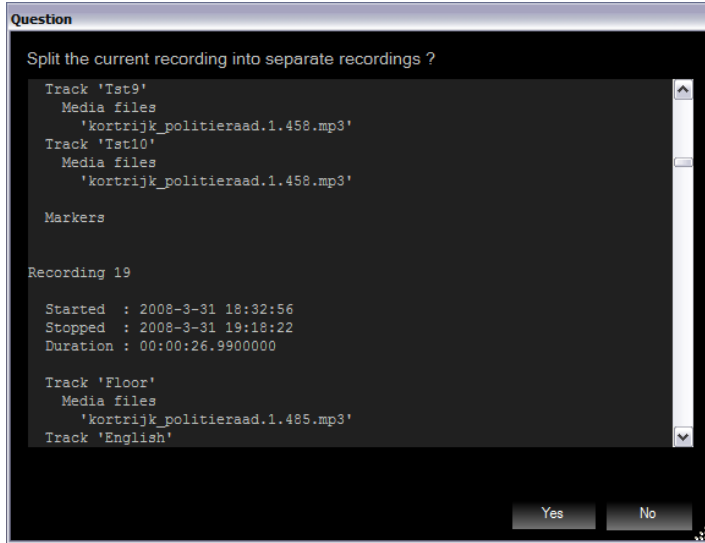 Question
Split the current recording into separate recordings ?
Track 'Tst9'
Media files
'kortrijk_politieraad.1.458.mp3'
Track 'Tst10'
Media files
'kortrijk_politieraad.1.458.mp3'
Markers
Recording 19
Started : 2008-3-31 18:32:56
Stopped : 2008-3-31 19:18:22
Duration : 00:00:26.9900000
Track 'Floor'
Media files
'kortrijk_politieraad.1.485.mp3'
Track 'English'
Yes No